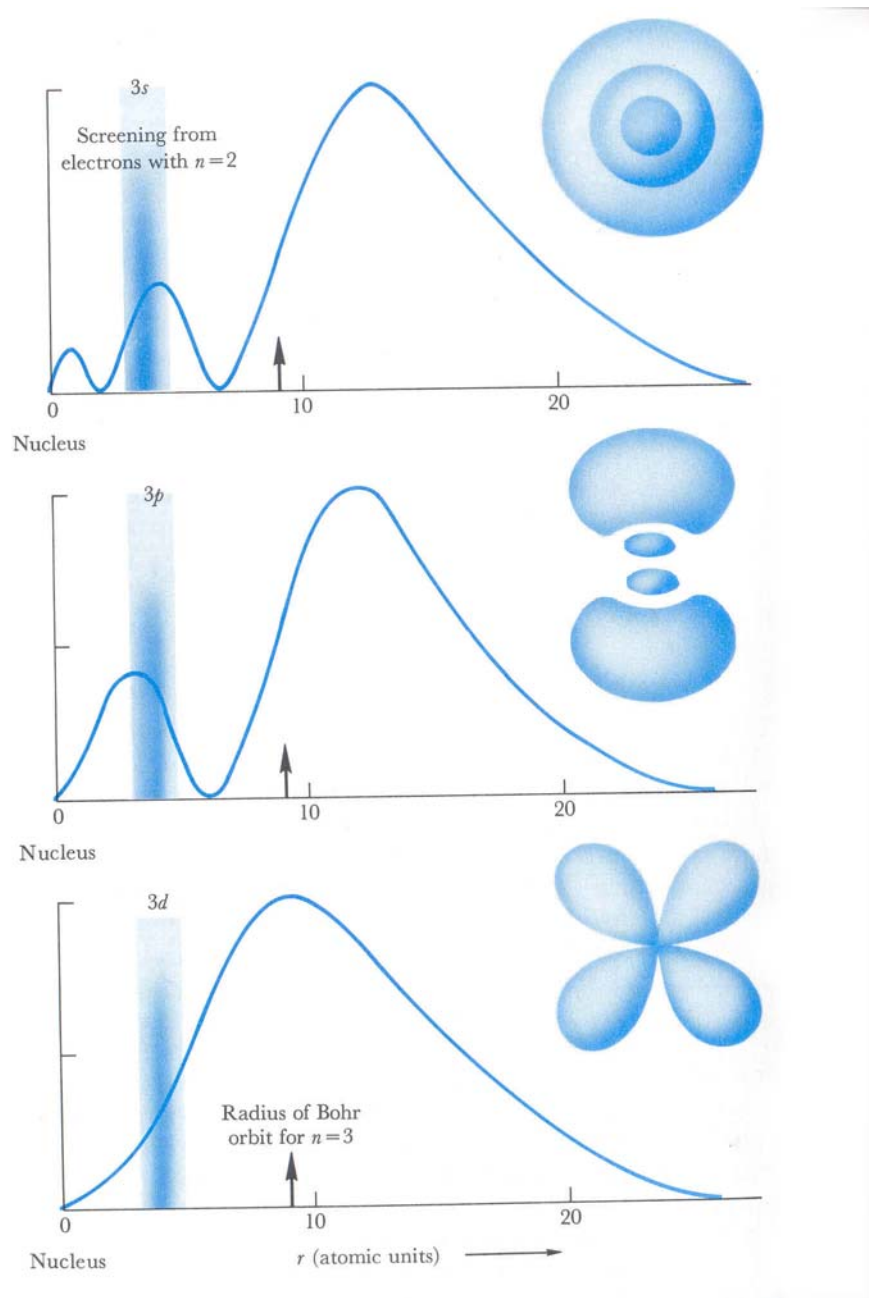 3s
Screening from
electrons with n=2
0
10
20
Nucleus
3p
0
10
20
Nucleus
3d
Radius of Bohr
orbit for n=3
0
10
20
Nucleus
r (atomic units)